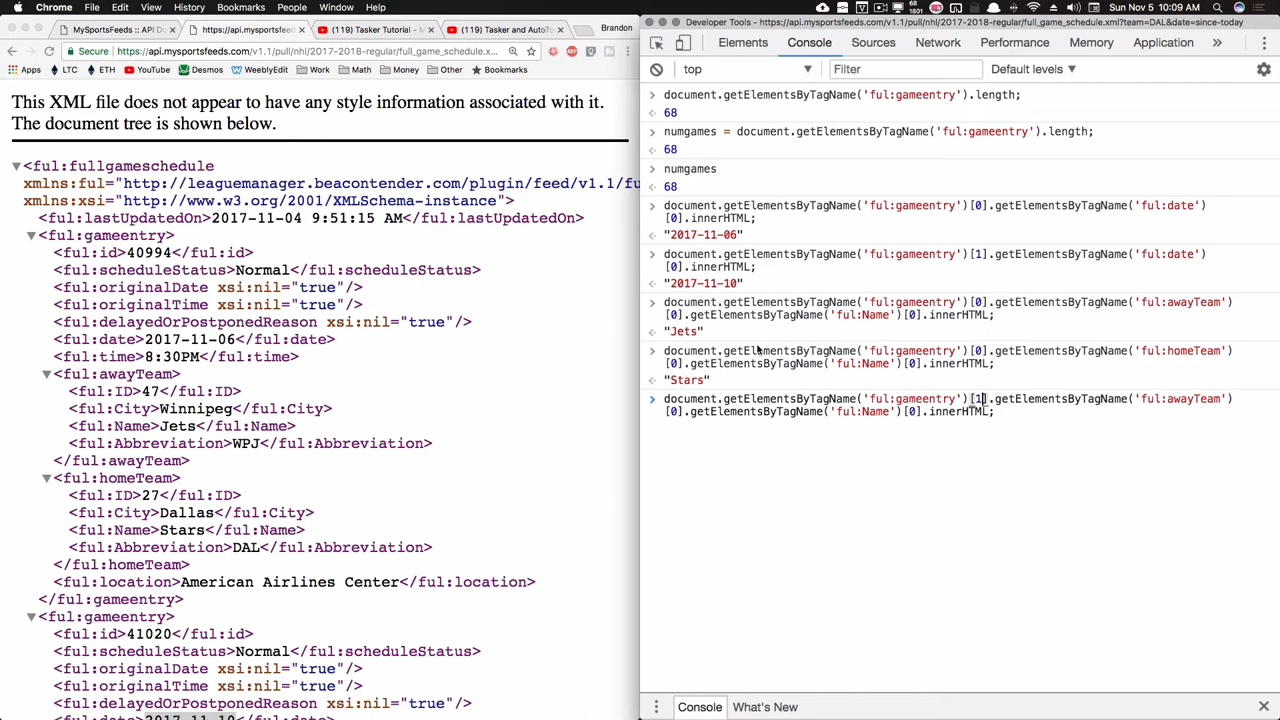 Chrome File Edit View History Bookmarks People Window Help
Sun Nov 5 10:09 AM
MySportsFeeds :: API Do
https://api.mysportsfeeds
(119) Tasker Tutorial - M
(119) Tasker and AutoTo
Brandon
Secure https://api.mysportsfeeds.com/v1.1/pull/nhl/2017-2018-regular/full_game_schedule.x...
Apps LTC ETH YouTube Desmos WeeblyEdit Work Math Money Other Bookmarks
This XML file does not appear to have any style information associated with it.
The document tree is shown below.
<ful:fullgameschedule
xmlns:ful="http://leaguemanager.beacontender.com/plugin/feed/v1.1/fu
xmlns:xsi="http://www.w3.org/2001/XMLSchema-instance">
<ful:lastUpdatedOn>2017-11-04 9:51:15 AM</ful:lastUpdatedOn>
<ful:gameentry>
<ful:id>40994</ful:id>
<ful:scheduleStatus>Normal</ful:scheduleStatus>
<ful:originalDate xsi:nil="true"/>
<ful:originalTime xsi:nil="true"/>
<ful:delayedOrPostponedReason xsi:nil="true"/>
<ful:date>2017-11-06</ful:date>
<ful:time>8:30PM</ful:time>
<ful:awayTeam>
<ful:ID>47</ful:ID>
<ful:City>Winnipeg</ful:City>
<ful:Name>Jets</ful:Name>
<ful:Abbreviation>WPJ</ful:Abbreviation>
</ful:awayTeam>
<ful:homeTeam>
<ful:ID>27</ful:ID>
<ful:City>Dallas</ful:City>
<ful:Name>Stars</ful:Name>
<ful:Abbreviation>DAL</ful:Abbreviation>
</ful:homeTeam>
<ful:location>American Airlines Center</ful:location>
</ful:gameentry>
<ful:gameentry>
<ful:id>41020</ful:id>
<ful:scheduleStatus>Normal</ful:scheduleStatus>
<ful:originalDate xsi:nil="true"/>
<ful:originalTime xsi:nil="true"/>
<ful:delayedOrPostponedReason xsi:nil="true"/>
<ful:date>2017-11-10</ful:date>
Developer Tools - https://api.mysportsfeeds.com/v1.1/pull/nhl/2017-2018-regular/full_game_schedule.xml?team=DAL&date=since-today
Elements Console Sources Network Performance Memory Application »
top Filter Default levels
document.getElementsByTagName('ful:gameentry').length;
68
numgames = document.getElementsByTagName('ful:gameentry').length;
68
numgames
68
document.getElementsByTagName('ful:gameentry')[0].getElementsByTagName('ful:date')
[0].innerHTML;
"2017-11-06"
document.getElementsByTagName('ful:gameentry')[1].getElementsByTagName('ful:date')
[0].innerHTML;
"2017-11-10"
document.getElementsByTagName('ful:gameentry')[0].getElementsByTagName('ful:awayTeam')
[0].getElementsByTagName('ful:Name')[0].innerHTML;
"Jets"
document.getElementsByTagName('ful:gameentry')[0].getElementsByTagName('ful:homeTeam')
[0].getElementsByTagName('ful:Name')[0].innerHTML;
"Stars"
document.getElementsByTagName('ful:gameentry')[1].getElementsByTagName('ful:awayTeam')
[0].getElementsByTagName('ful:Name')[0].innerHTML;
Console What's New